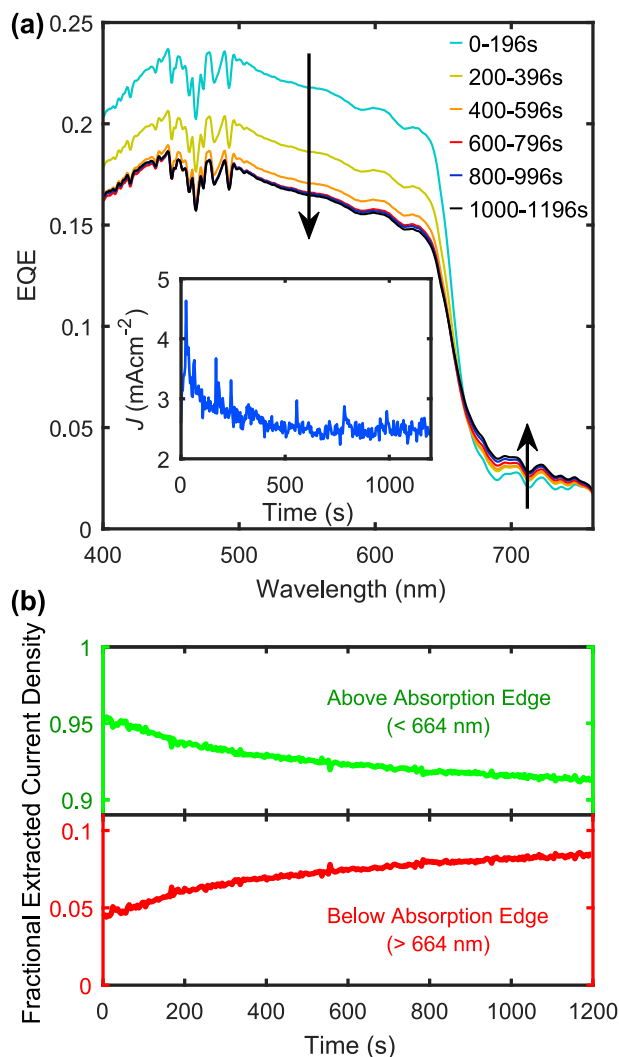 (a)
0.25
0.2
0.15
0.1
0.05
0
EQE
0-196s
200-396s
400-596s
600-796s
800-996s
1000-1196s
5
4
3
2
J (mAcm⁻²)
0 500 1000
Time (s)
400 500 600 700
Wavelength (nm)
(b)
Fractional Extracted Current Density
1
0.95
0.9
Above Absorption Edge
(< 664 nm)
0.1
0.05
0
Below Absorption Edge
(> 664 nm)
0 200 400 600 800 1000 1200
Time (s)